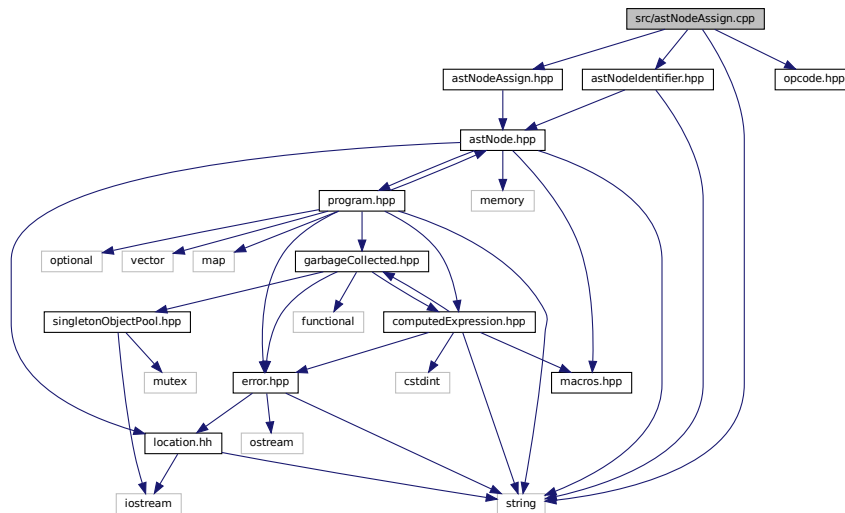 src/astNodeAssign.cpp
astNodeAssign.hpp
astNodeIdentifier.hpp
opcode.hpp
astNode.hpp
program.hpp
memory
optional
vector
map
garbageCollected.hpp
singletonObjectPool.hpp
functional
computedExpression.hpp
mutex
error.hpp
cstdint
macros.hpp
location.hh
ostream
iostream
string